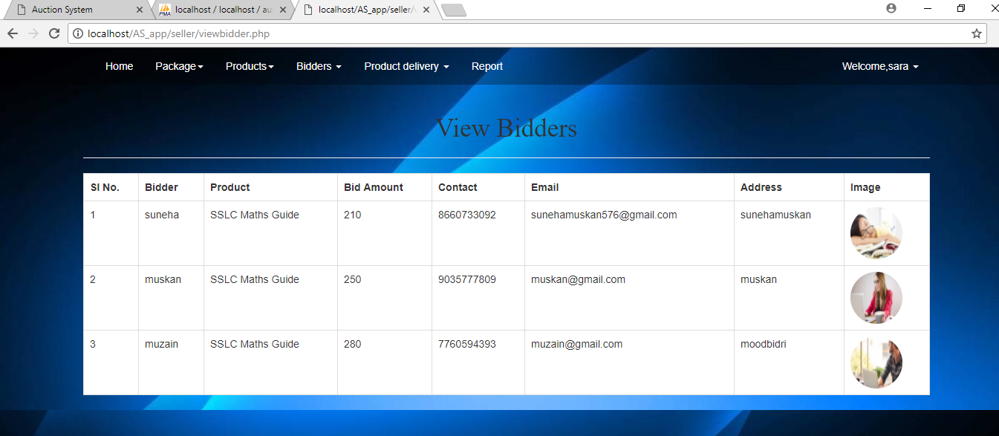 Auction System
localhost / localhost / au
localhost/AS_app/seller/
localhost/AS_app/seller/viewbidder.php
Home Package Products Bidders Product delivery Report Welcome,sara
View Bidders
Sl No. Bidder Product Bid Amount Contact Email Address Image
1 suneha SSLC Maths Guide 210 8660733092 sunehamuskan576@gmail.com sunehamuskan
2 muskan SSLC Maths Guide 250 9035777809 muskan@gmail.com muskan
3 muzain SSLC Maths Guide 280 7760594393 muzain@gmail.com moodbidri